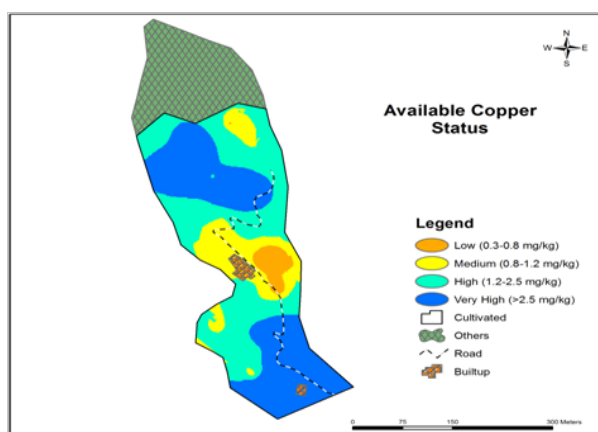 N
W E
S
Available Copper
Status
Legend
Low (0.3-0.8 mg/kg)
Medium (0.8-1.2 mg/kg)
High (1.2-2.5 mg/kg)
Very High (>2.5 mg/kg)
Cultivated
Others
Road
Builtup
0 75 150 300 Meters